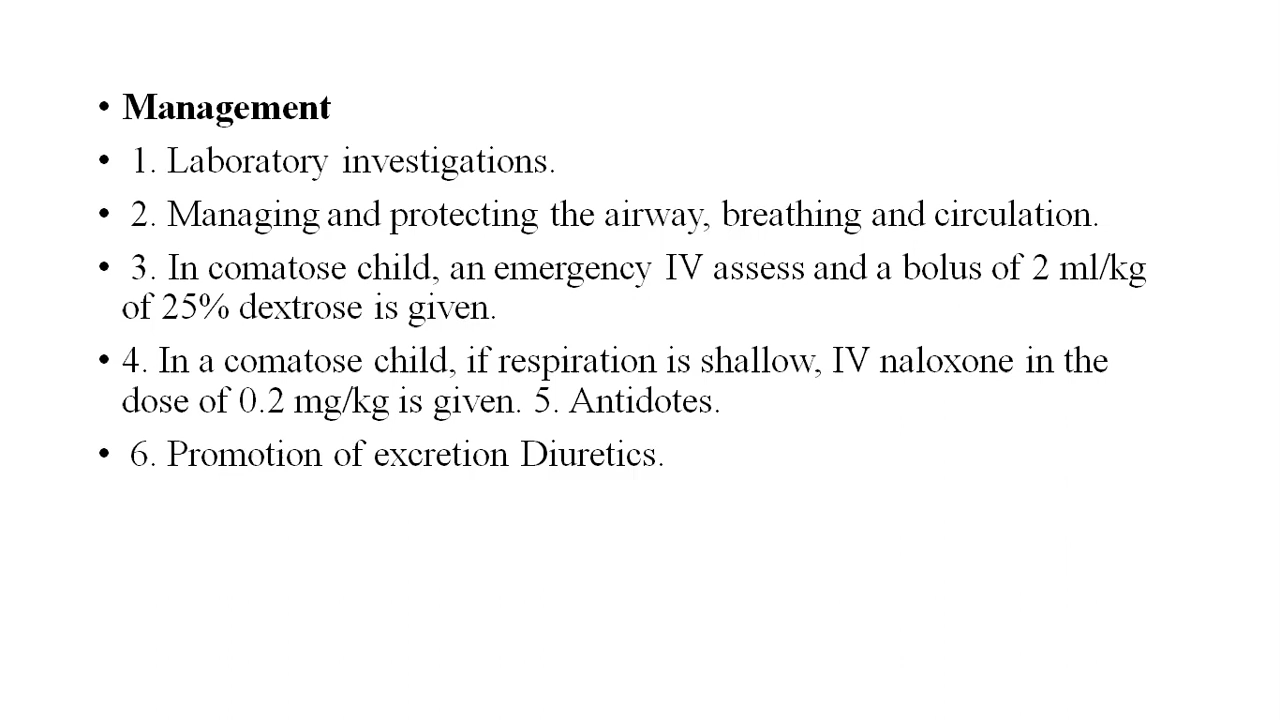 • Management
• 1. Laboratory investigations.
• 2. Managing and protecting the airway, breathing and circulation.
• 3. In comatose child, an emergency IV assess and a bolus of 2 ml/kg
of 25% dextrose is given.
• 4. In a comatose child, if respiration is shallow, IV naloxone in the
dose of 0.2 mg/kg is given. 5. Antidotes.
• 6. Promotion of excretion Diuretics.